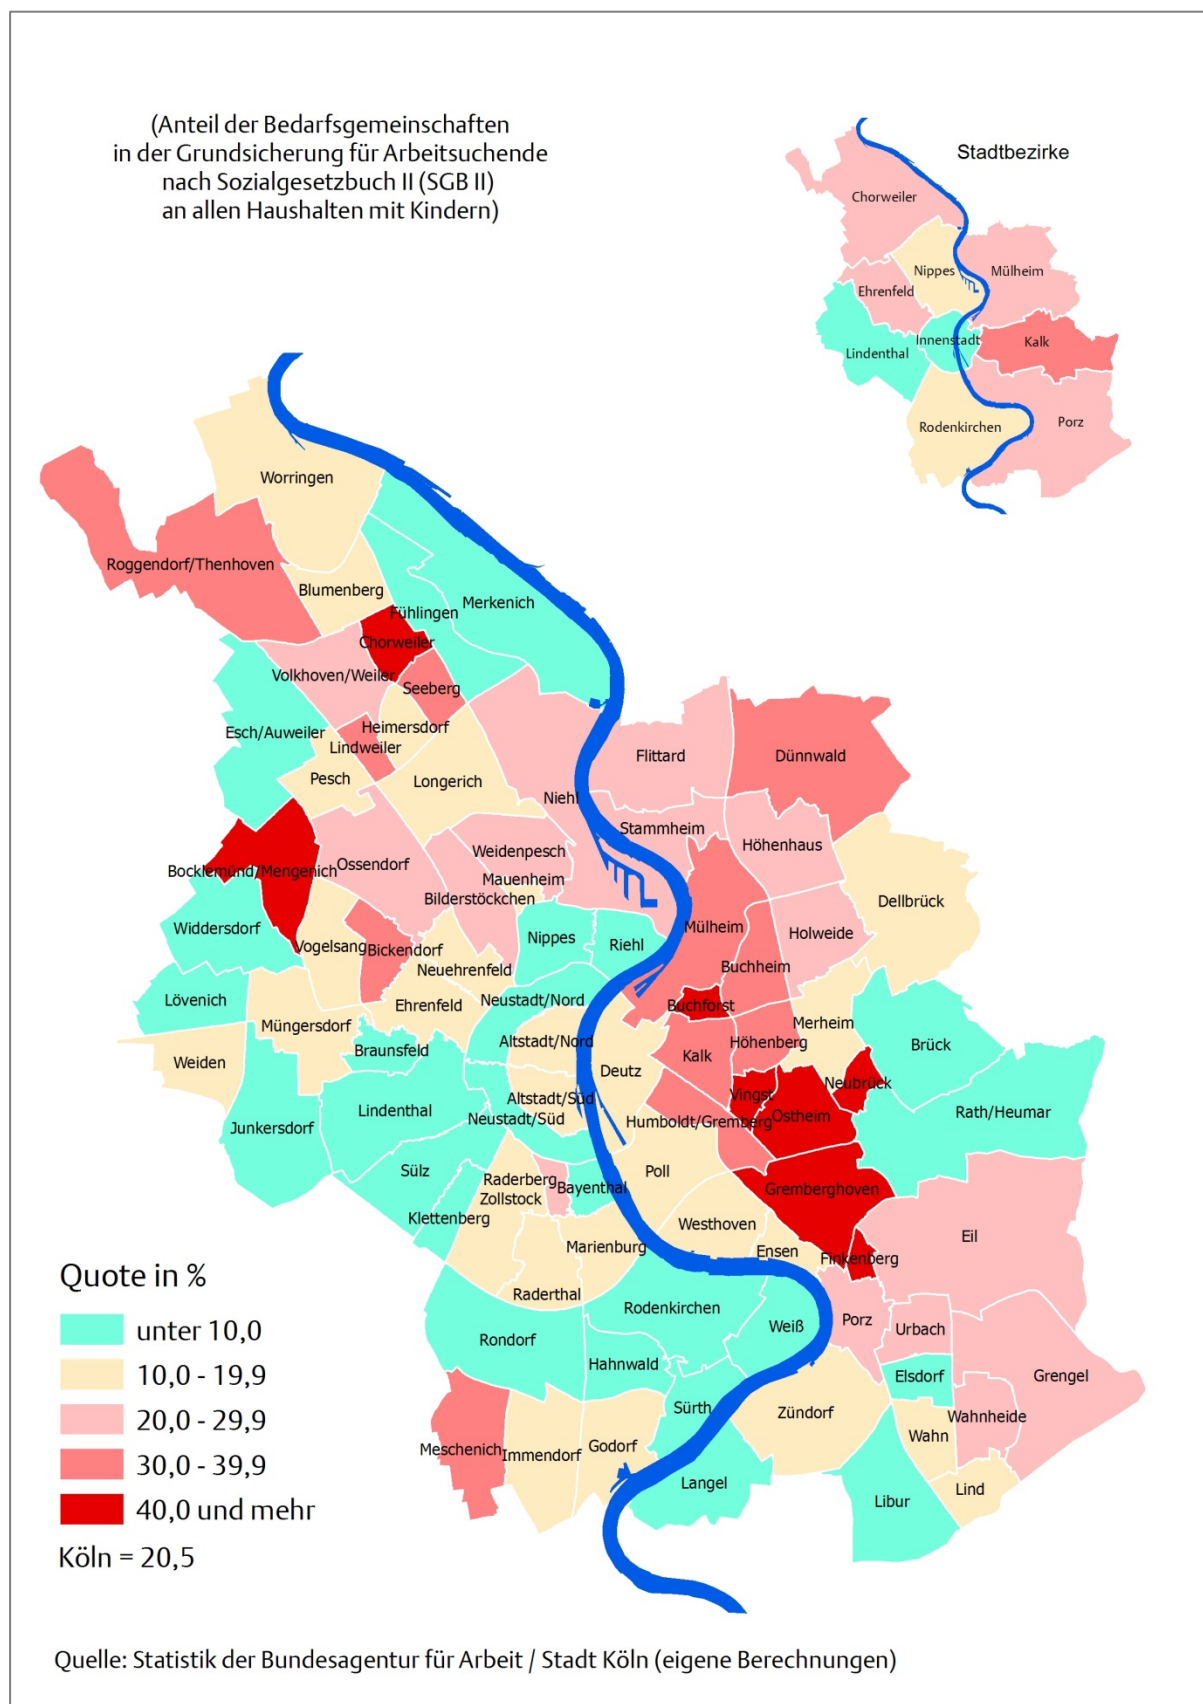 (Anteil der Bedarfsgemeinschaften
in der Grundsicherung für Arbeitsuchende
nach Sozialgesetzbuch II (SGB II)
an allen Haushalten mit Kindern)
Stadtbezirke
Chorweiler
Nippes
Mülheim
Ehrenfeld
Innenstadt
Kalk
Lindenthal
Rodenkirchen
Porz
Worringen
Roggendorf/Thenhoven
Blumenberg
Merkenich
Fühlingen
Chorweiler
Volkhoven/Weiler
Seeberg
Esch/Auweiler
Heimersdorf
Lindweiler
Pesch
Longerich
Flittard
Dünnwald
Niehl
Stammheim
Höhenhaus
Weidenpesch
Ossendorf
Bocklemünd/Mengenich
Mauenheim
Bilderstöckchen
Dellbrück
Widdersdorf
Nippes
Riehl
Mülheim
Holweide
Vogelsang
Bickendorf
Buchheim
Neuehrenfeld
Lövenich
Ehrenfeld
Neustadt/Nord
Buchforst
Müngersdorf
Merheim
Altstadt/Nord
Höhenberg
Brück
Braunsfeld
Kalk
Weiden
Deutz
Neubrück
Vingst
Altstadt/Süd
Lindenthal
Neustadt/Süd
Humboldt/Gremberg
Ostheim
Rath/Heumar
Junkersdorf
Sülz
Raderberg
Zollstock
Bayenthal
Poll
Gremberghoven
Klettenberg
Westhoven
Marienburg
Ensen
Finkenberg
Eil
Raderthal
Rodenkirchen
Weiß
Porz
Urbach
Rondorf
Hahnwald
Elsdorf
Grengel
Sürth
Zündorf
Wahnheide
Wahn
Meschenich
Immendorf
Godorf
Langel
Lind
Libur
Quote in %
unter 10,0
10,0 - 19,9
20,0 - 29,9
30,0 - 39,9
40,0 und mehr
Köln = 20,5
Quelle: Statistik der Bundesagentur für Arbeit / Stadt Köln (eigene Berechnungen)